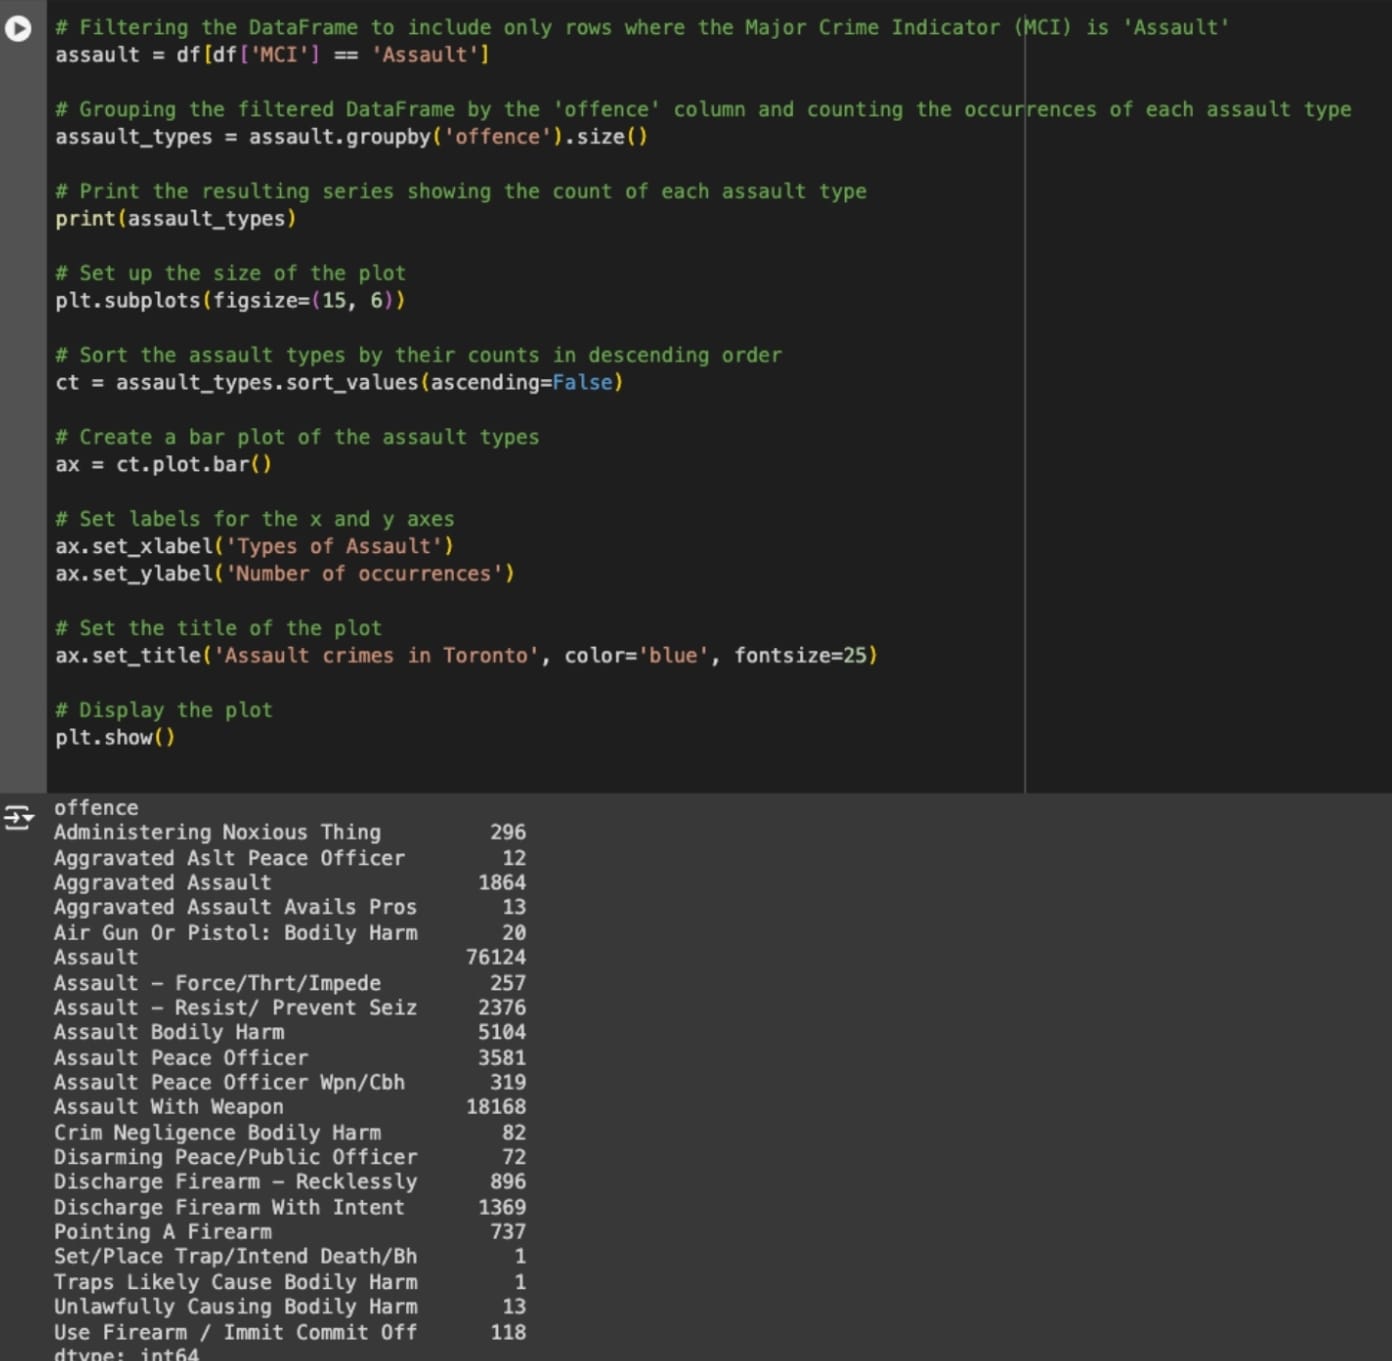 # Filtering the DataFrame to include only rows where the Major Crime Indicator (MCI) is 'Assault'
assault = df[df['MCI'] == 'Assault']
# Grouping the filtered DataFrame by the 'offence' column and counting the occurrences of each assault type
assault_types = assault.groupby('offence').size()
# Print the resulting series showing the count of each assault type
print(assault_types)
# Set up the size of the plot
plt.subplots(figsize=(15, 6))
# Sort the assault types by their counts in descending order
ct = assault_types.sort_values(ascending=False)
# Create a bar plot of the assault types
ax = ct.plot.bar()
# Set labels for the x and y axes
ax.set_xlabel('Types of Assault')
ax.set_ylabel('Number of occurrences')
# Set the title of the plot
ax.set_title('Assault crimes in Toronto', color='blue', fontsize=25)
# Display the plot
plt.show()
offence
Administering Noxious Thing 296
Aggravated Aslt Peace Officer 12
Aggravated Assault 1864
Aggravated Assault Avails Pros 13
Air Gun Or Pistol: Bodily Harm 20
Assault 76124
Assault - Force/Thrt/Impede 257
Assault - Resist/ Prevent Seiz 2376
Assault Bodily Harm 5104
Assault Peace Officer 3581
Assault Peace Officer Wpn/Cbh 319
Assault With Weapon 18168
Crim Negligence Bodily Harm 82
Disarming Peace/Public Officer 72
Discharge Firearm - Recklessly 896
Discharge Firearm With Intent 1369
Pointing A Firearm 737
Set/Place Trap/Intend Death/Bh 1
Traps Likely Cause Bodily Harm 1
Unlawfully Causing Bodily Harm 13
Use Firearm / Immit Commit Off 118
dtype: int64